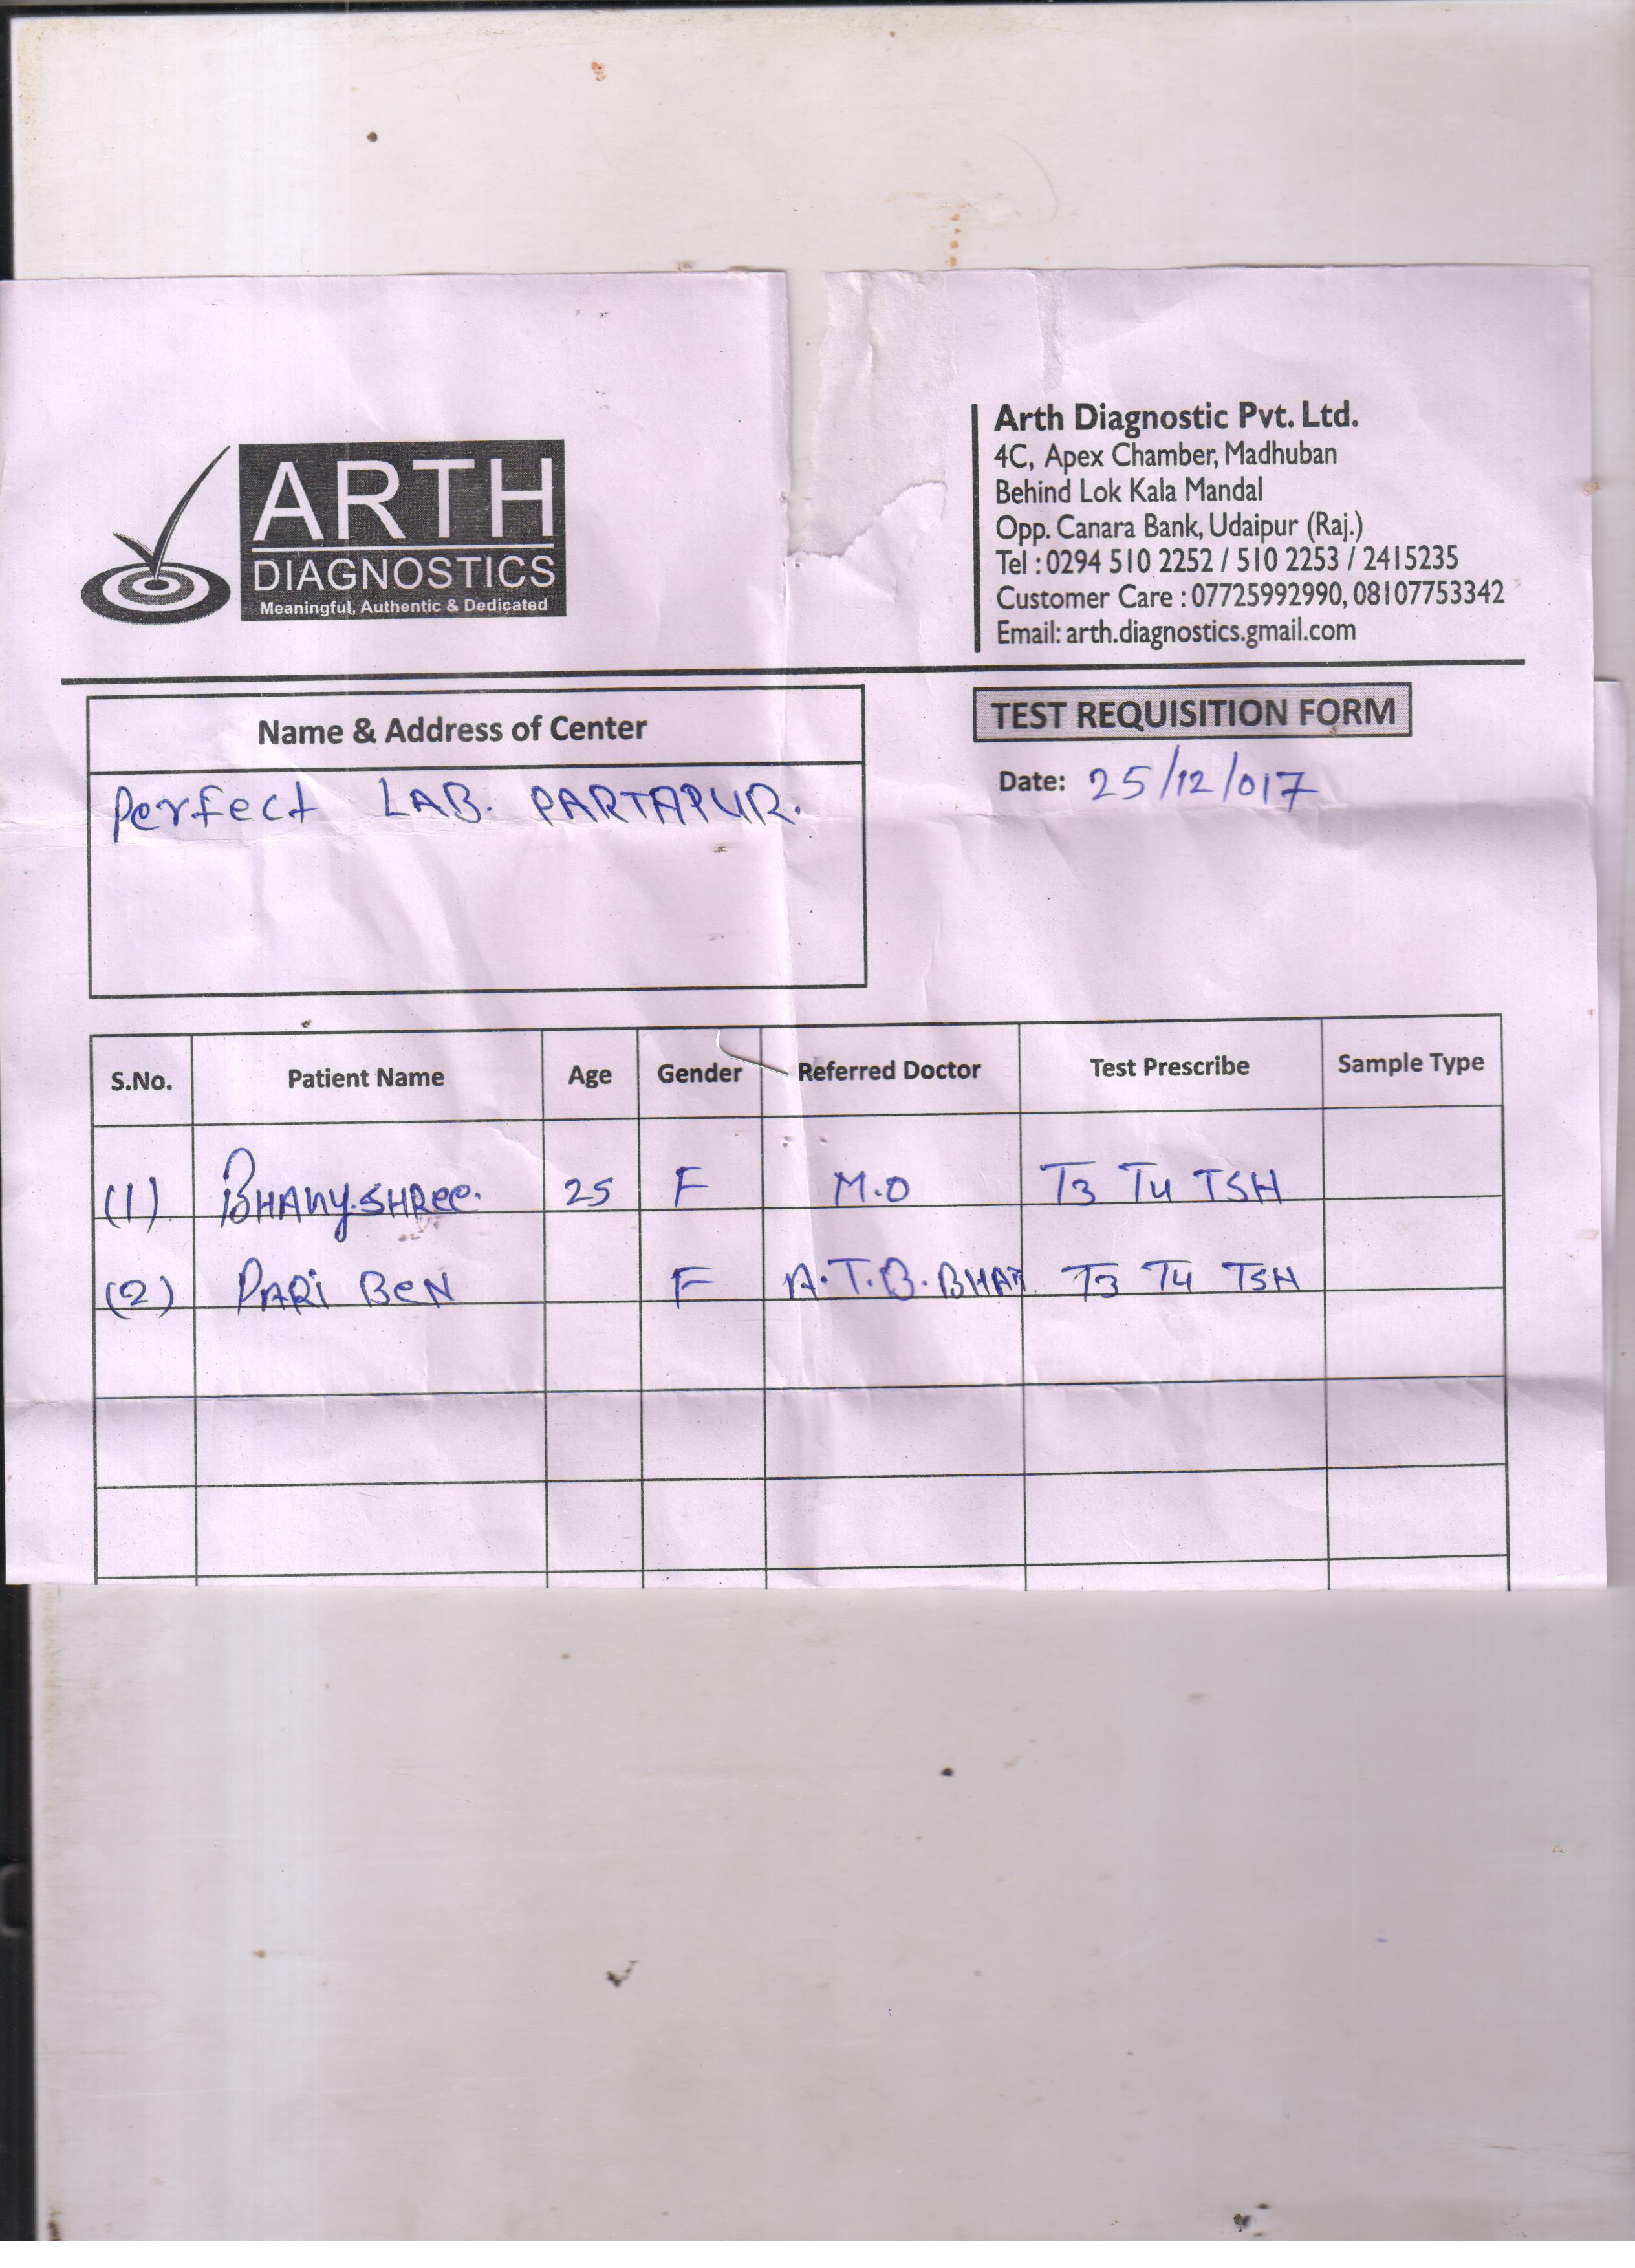 ARTH
DIAGNOSTICS
Meaningful, Authentic & Dedicated
Arth Diagnostic Pvt. Ltd.
4C, Apex Chamber, Madhuban
Behind Lok Kala Mandal
Opp. Canara Bank, Udaipur (Raj.)
Tel : 0294 510 2252 / 510 2253 / 2415235
Customer Care : 07725992990, 08107753342
Email: arth.diagnostics.gmail.com
Name & Address of Center
Perfect LAB. PARTAPUR.
TEST REQUISITION FORM
Date: 25/12/017
S.No. Patient Name Age Gender Referred Doctor Test Prescribe Sample Type
(1) BHANY.SHRee. 25 F M.O T3 T4 TSH
(2) PARi BeN F A.T.B.BHAT T3 T4 TSH